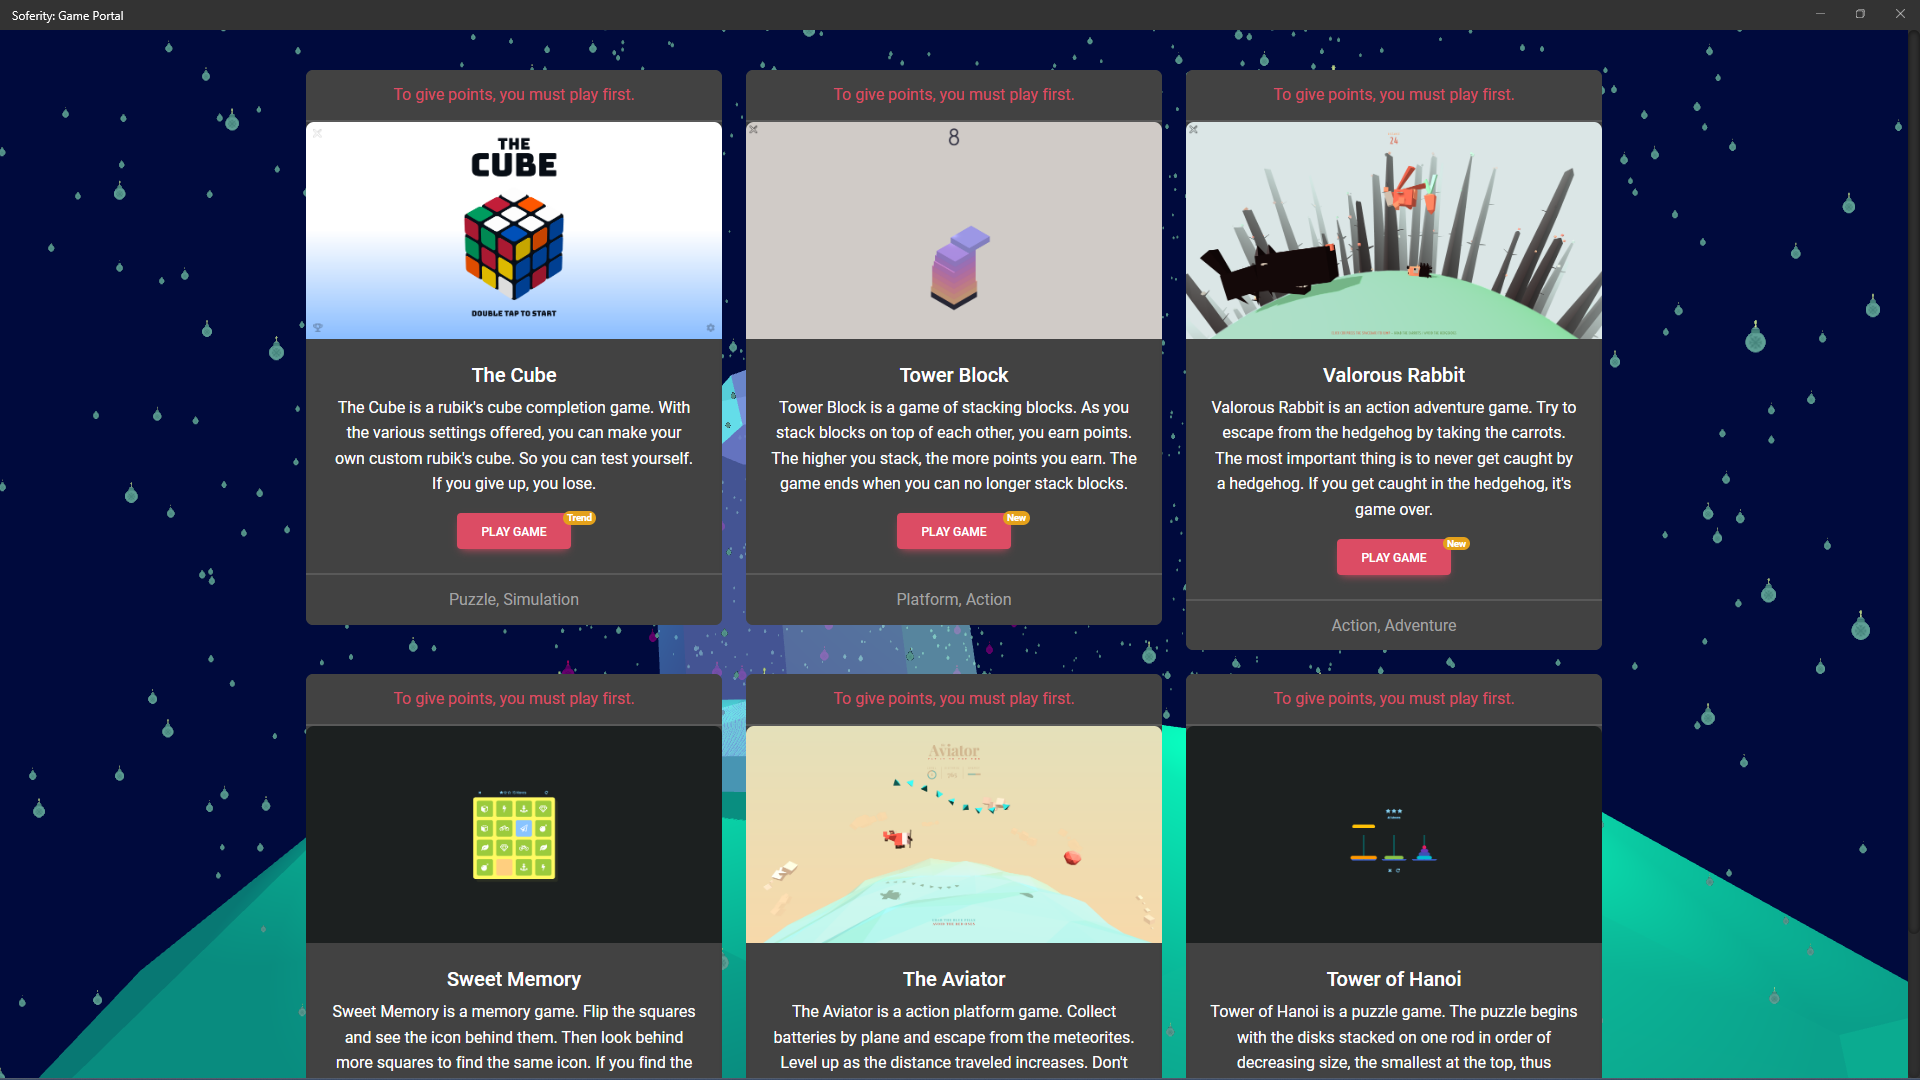 Soferity: Game Portal
To give points, you must play first.
THE
CUBE
DOUBLE TAP TO START
The Cube
The Cube is a rubik's cube completion game. With
the various settings offered, you can make your
own custom rubik's cube. So you can test yourself.
If you give up, you lose.
PLAY GAME
Trend
Puzzle, Simulation
To give points, you must play first.
8
Tower Block
Tower Block is a game of stacking blocks. As you
stack blocks on top of each other, you earn points.
The higher you stack, the more points you earn. The
game ends when you can no longer stack blocks.
PLAY GAME
New
Platform, Action
To give points, you must play first.
24
Valorous Rabbit
Valorous Rabbit is an action adventure game. Try to
escape from the hedgehog by taking the carrots.
The most important thing is to never get caught by
a hedgehog. If you get caught in the hedgehog, it's
game over.
PLAY GAME
New
Action, Adventure
To give points, you must play first.
Sweet Memory
Sweet Memory is a memory game. Flip the squares
and see the icon behind them. Then look behind
more squares to find the same icon. If you find the
To give points, you must play first.
Aviator
The Aviator
The Aviator is a action platform game. Collect
batteries by plane and escape from the meteorites.
Level up as the distance traveled increases. Don't
To give points, you must play first.
Tower of Hanoi
Tower of Hanoi is a puzzle game. The puzzle begins
with the disks stacked on one rod in order of
decreasing size, the smallest at the top, thus